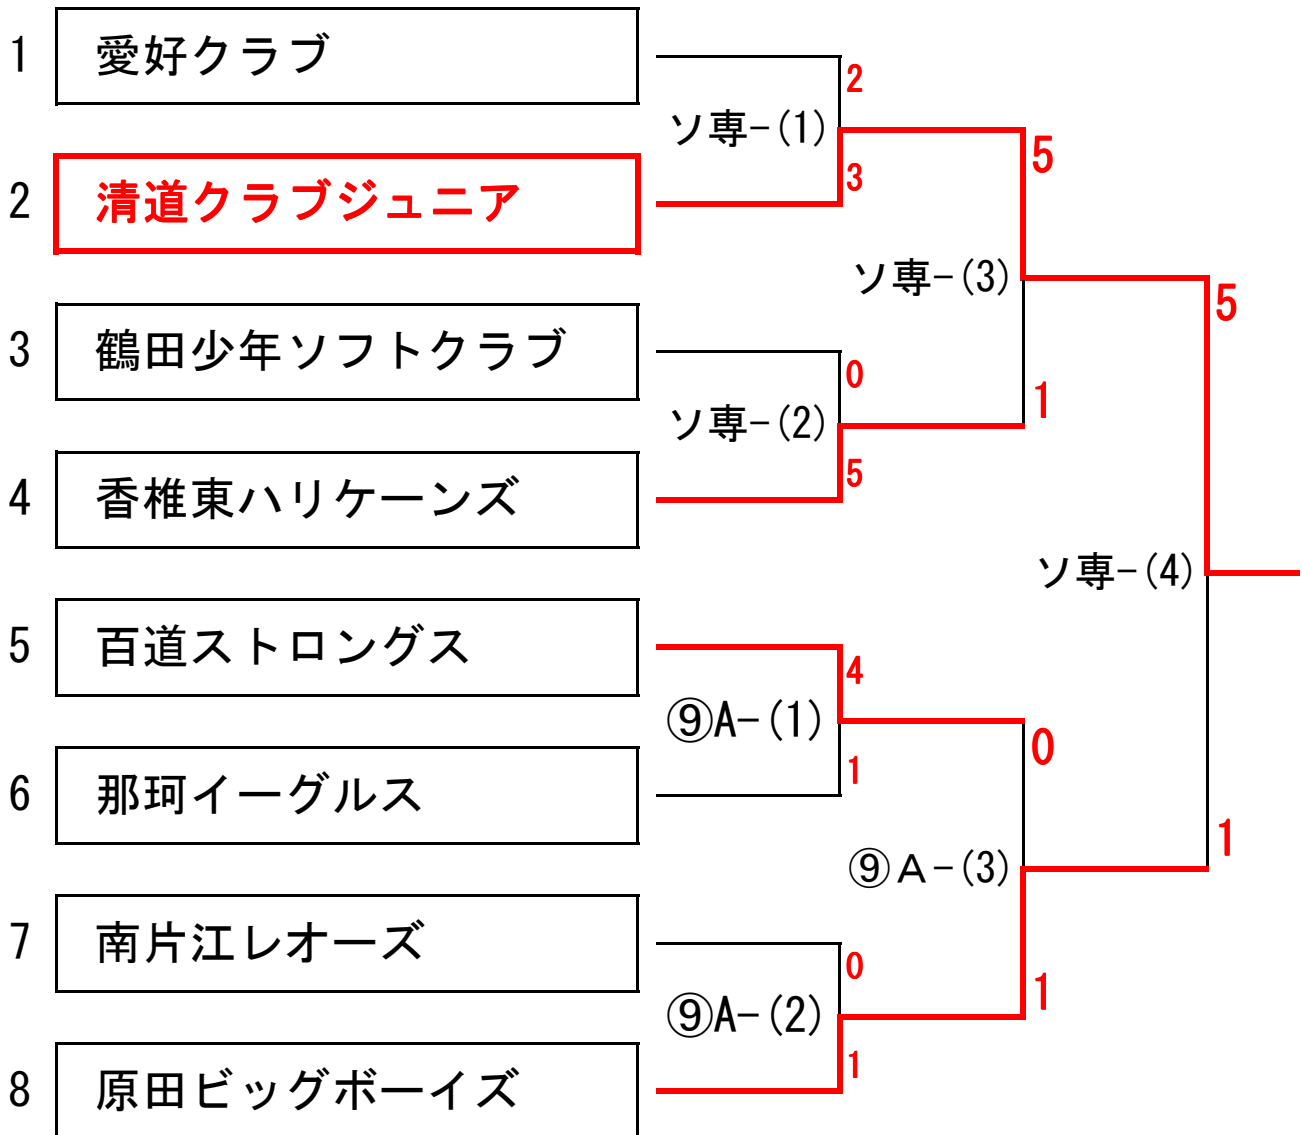 1 愛好クラブ
2
ソ専-(1)
5
2 清道クラブジュニア
3
ソ専-(3)
5
3 鶴田少年ソフトクラブ
0
1
ソ専-(2)
4 香椎東ハリケーンズ
5
ソ専-(4)
5 百道ストロングス
4
⑨A-(1)
0
6 那珂イーグルス
1
1
⑨A-(3)
7 南片江レオーズ
0
1
⑨A-(2)
8 原田ビッグボーイズ
1